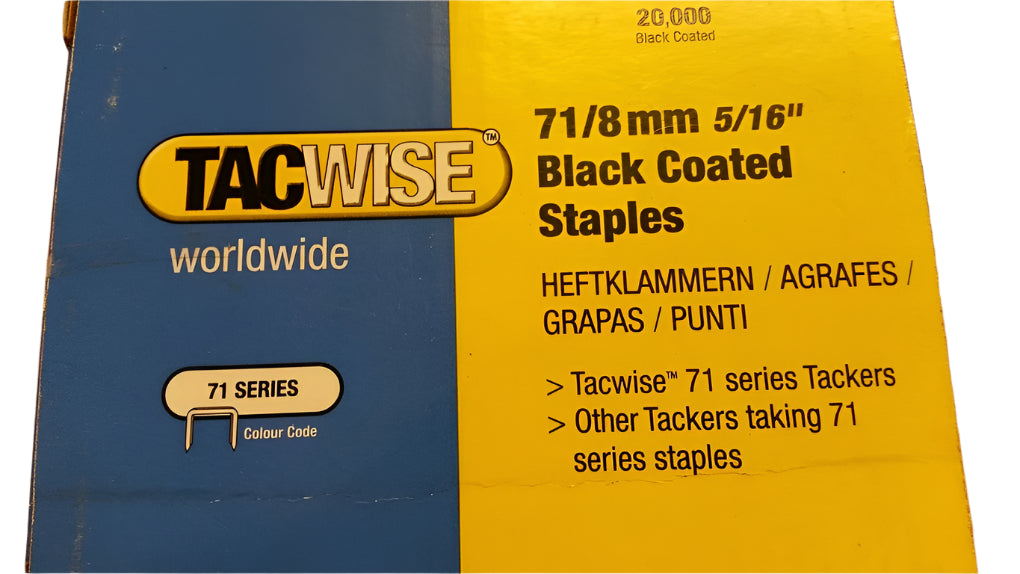 20,000
Black Coated
TACWISE™
worldwide
71 SERIES
Colour Code
71/8mm 5/16"
Black Coated
Staples
HEFTKLAMMERN / AGRAFES /
GRAPAS / PUNTI
> Tacwise™ 71 series Tackers
> Other Tackers taking 71
series staples